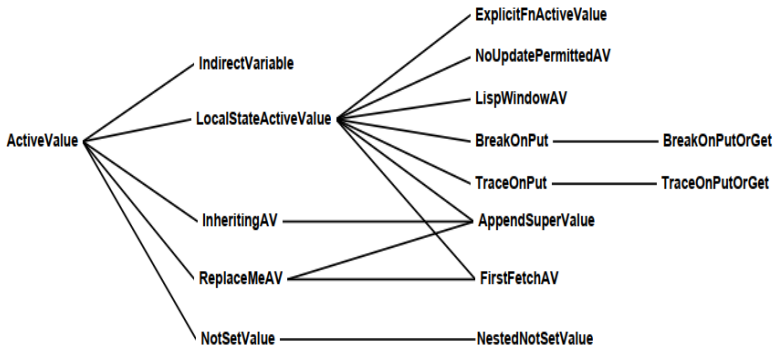 ExplicitFnActiveValue
NoUpdatePermittedAV
IndirectVariable
LispWindowAV
LocalStateActiveValue
ActiveValue
BreakOnPut
BreakOnPutOrGet
TraceOnPut
TraceOnPutOrGet
InheritingAV
AppendSuperValue
ReplaceMeAV
FirstFetchAV
NotSetValue
NestedNotSetValue